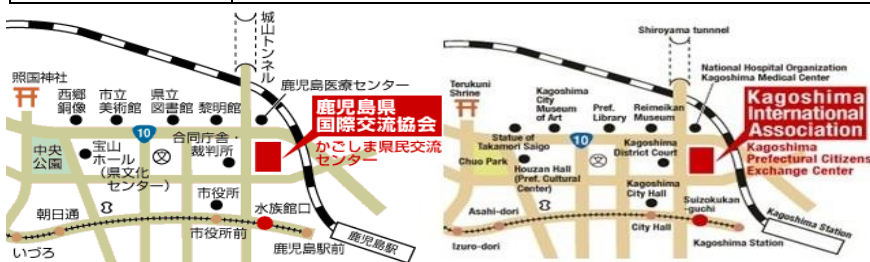 城山トンネル
照国神社
西郷
銅像
市立
美術館
県立
図書館
黎明館
鹿児島医療センター
鹿児島県
国際交流協会
かごしま県民交流
センター
10
合同庁舎・
裁判所
中央
公園
宝山
ホール
(県文化
センター)
文
市役所
朝日通
水族館口
市役所前
いづろ
鹿児島駅前
鹿児島駅
Shiroyama tunnnel
National Hospital Organization
Kagoshima Medical Center
Terukuni
Shrine
Kagoshima
City
Museum
of Art
Pref.
Library
Reimeikan
Museum
Kagoshima
International
Association
Kagoshima
Prefectural Citizens
Exchange Center
10
Statue of
Takamori Saigo
Kagoshima
District Court
Chuo Park
Houzan Hall
(Pref. Cultural
Center)
文
Kagoshima
City Hall
Suizokukan
-guchi
Asahi-dori
Izuro-dori
City Hall
Kagoshima Station
Kagoshima Station